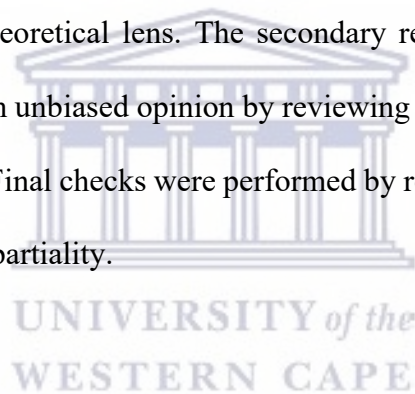 eoretical lens. The secondary re
n unbiased opinion by reviewing
Final checks were performed by r
partiality.
UNIVERSITY of the
WESTERN CAPE